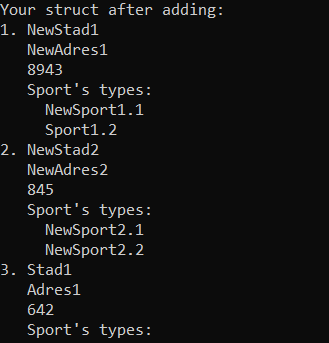 Your struct after adding:
1. NewStad1
NewAdres1
8943
Sport's types:
NewSport1.1
Sport1.2
2. NewStad2
NewAdres2
845
Sport's types:
NewSport2.1
NewSport2.2
3. Stad1
Adres1
642
Sport's types: